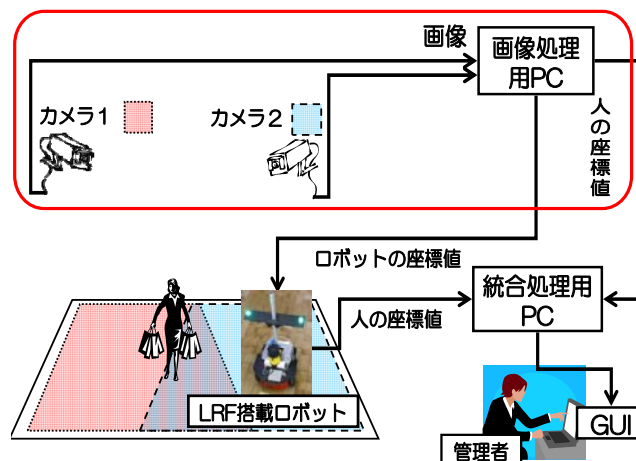 画像
画像処理
用PC
カメラ1
カメラ2
人の座標値
ロボットの座標値
統合処理用
PC
人の座標値
LRF搭載ロボット
GUI
管理者